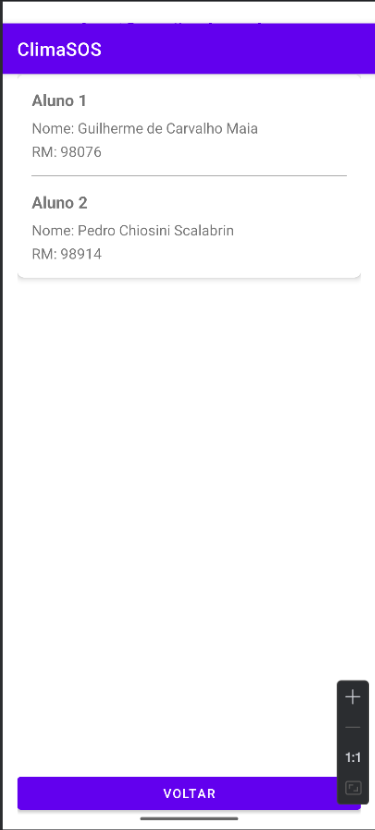 ClimaSOS
Aluno 1
Nome: Guilherme de Carvalho Maia
RM: 98076
Aluno 2
Nome: Pedro Chiosini Scalabrin
RM: 98914
1:1
VOLTAR